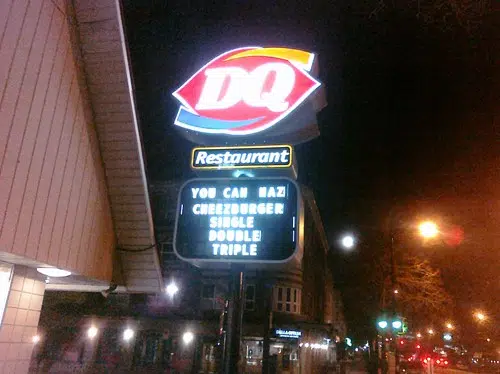 DQ
Restaurant
YOU CAN HAZ
CHEEZBURGER
SINGLE
DOUBLE
TRIPLE